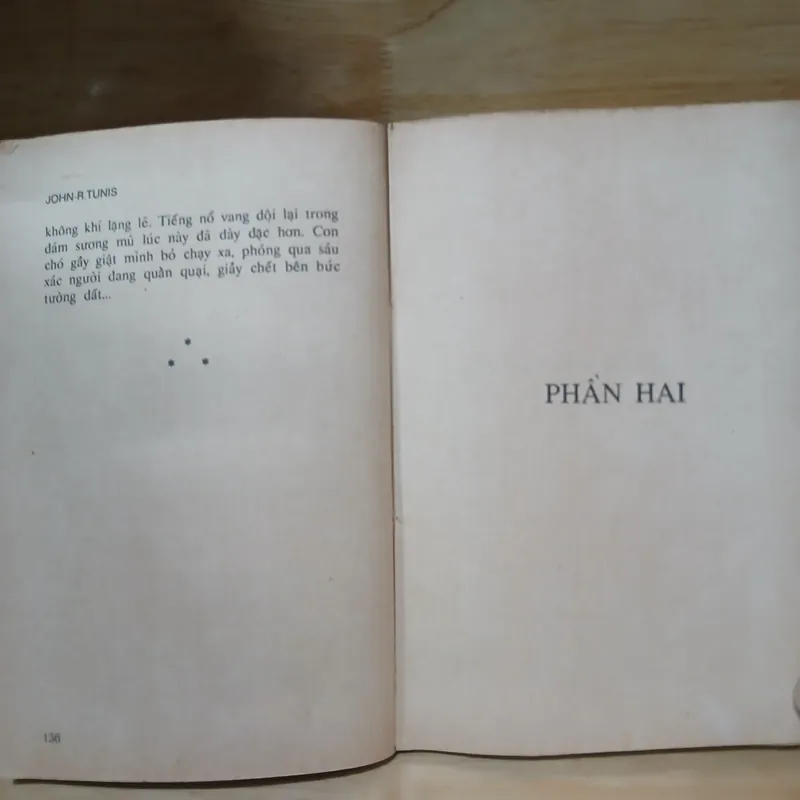 JOHN-R.TUNIS
không khí lặng lẽ. Tiếng nổ vang dội lại trong
đám sương mù lúc này đã dày đặc hơn. Con
chó gầy giật mình bỏ chạy xa, phóng qua sáu
xác người đang quằn quại, giẫy chết bên bức
tường đất...
*
* *
136
PHẦN HAI